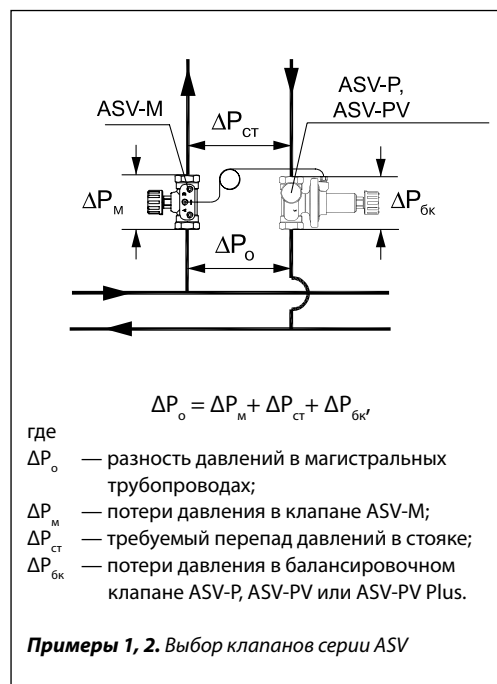 ASV-P,
ASV-PV
ASV-M
ΔPст
ΔPм
ΔPбк
ΔPо
ΔPо = ΔPм + ΔPст + ΔPбк,
где
ΔPо — разность давлений в магистральных
трубопроводах;
ΔPм — потери давления в клапане ASV-M;
ΔPст — требуемый перепад давлений в стояке;
ΔPбк — потери давления в балансировочном
клапане ASV-P, ASV-PV или ASV-PV Plus.
Примеры 1, 2. Выбор клапанов серии ASV